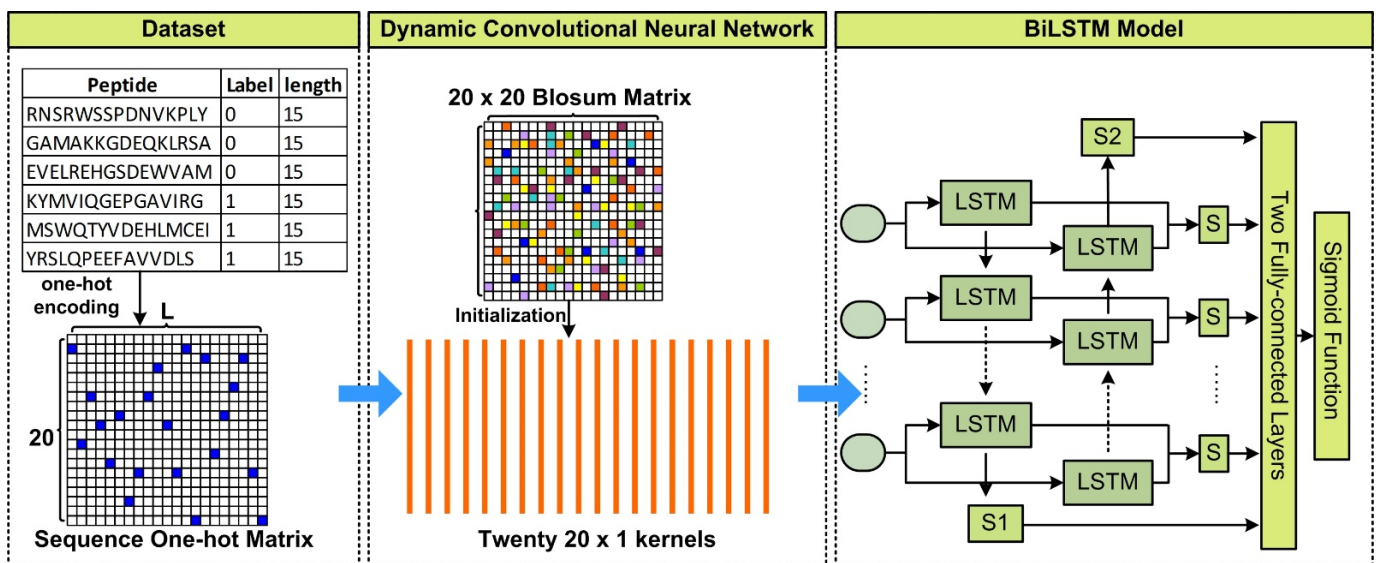 Dataset
Peptide Label length
RNSRWSSPDNVKPLY 0 15
GAMAKKGDEQKLRSA 0 15
EVELREHGSDEWVAM 0 15
KYMVIQGEPGAVIRG 1 15
MSWQTYVDEHLMCEI 1 15
YRSLQPEEFAVVDLS 1 15
one-hot
encoding
L
20
Sequence One-hot Matrix
Dynamic Convolutional Neural Network
20 x 20 Blosum Matrix
Initialization
Twenty 20 x 1 kernels
BiLSTM Model
S2
LSTM
S
LSTM
LSTM
S
LSTM
LSTM
S
LSTM
S1
Two Fully-connected Layers
Sigmoid Function